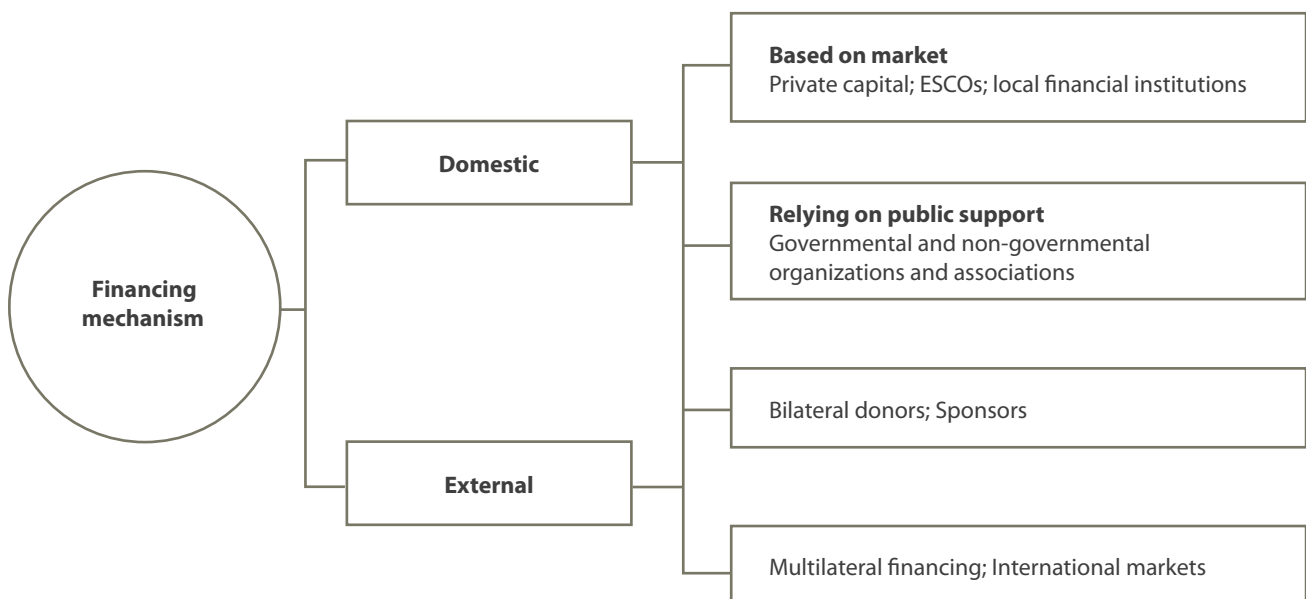 Financing
mechanism
Domestic
External
Based on market
Private capital; ESCOs; local financial institutions
Relying on public support
Governmental and non-governmental
organizations and associations
Bilateral donors; Sponsors
Multilateral financing; International markets